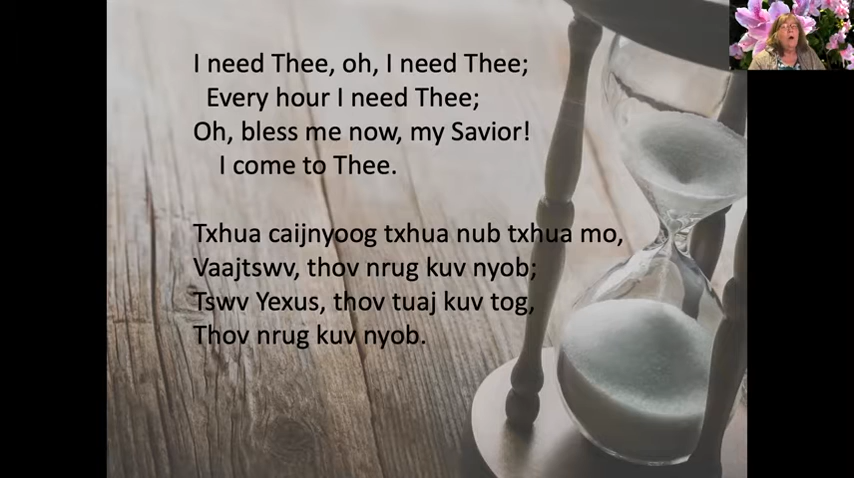 I need Thee, oh, I need Thee;
Every hour I need Thee;
Oh, bless me now, my Savior!
I come to Thee.
Txhua caijnyoog txhua nub txhua mo,
Vaajtswv, thov nrug kuv nyob;
Tswv Yexus, thov tuaj kuv tog,
Thov nrug kuv nyob.